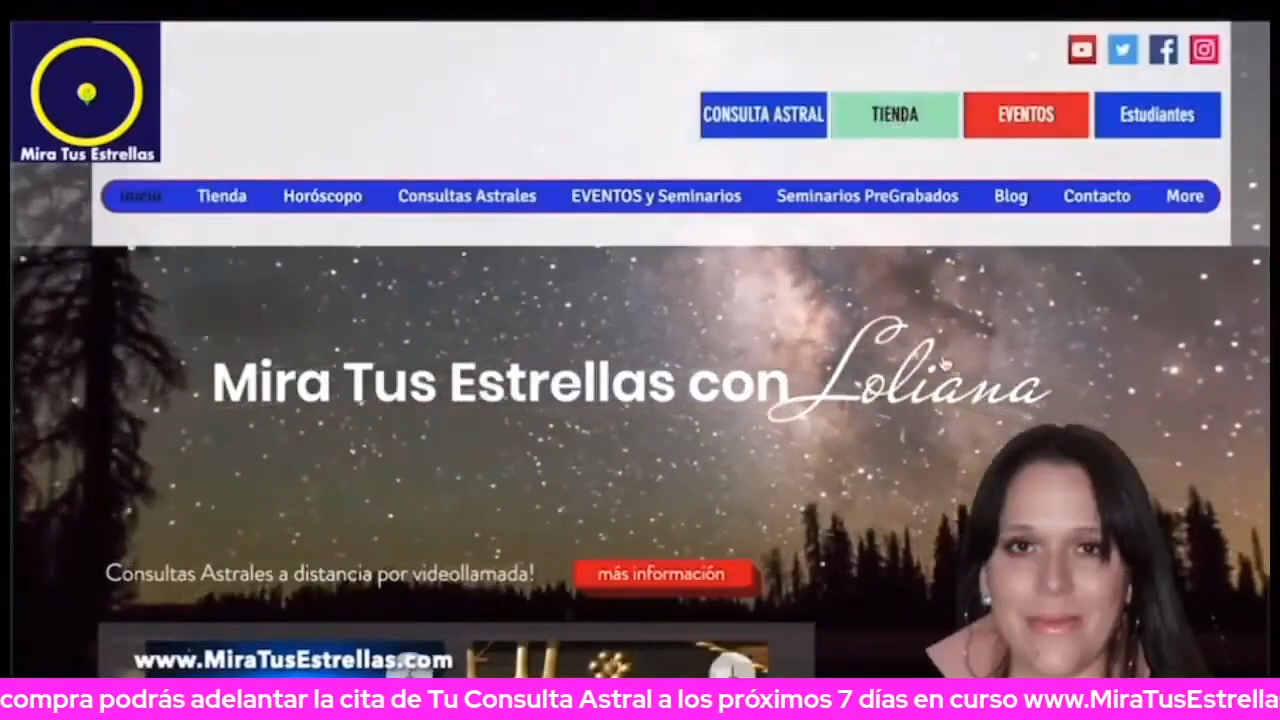 Mira Tus Estrellas
CONSULTA ASTRAL
TIENDA
EVENTOS
Estudiantes
Inicio
Tienda
Horóscopo
Consultas Astrales
EVENTOS y Seminarios
Seminarios PreGrabados
Blog
Contacto
More
Mira Tus Estrellas con Loliana
Consultas Astrales a distancia por videollamada!
más información
www.MiraTusEstrellas.com
compra podrás adelantar la cita de Tu Consulta Astral a los próximos 7 días en curso www.MiraTusEstrella